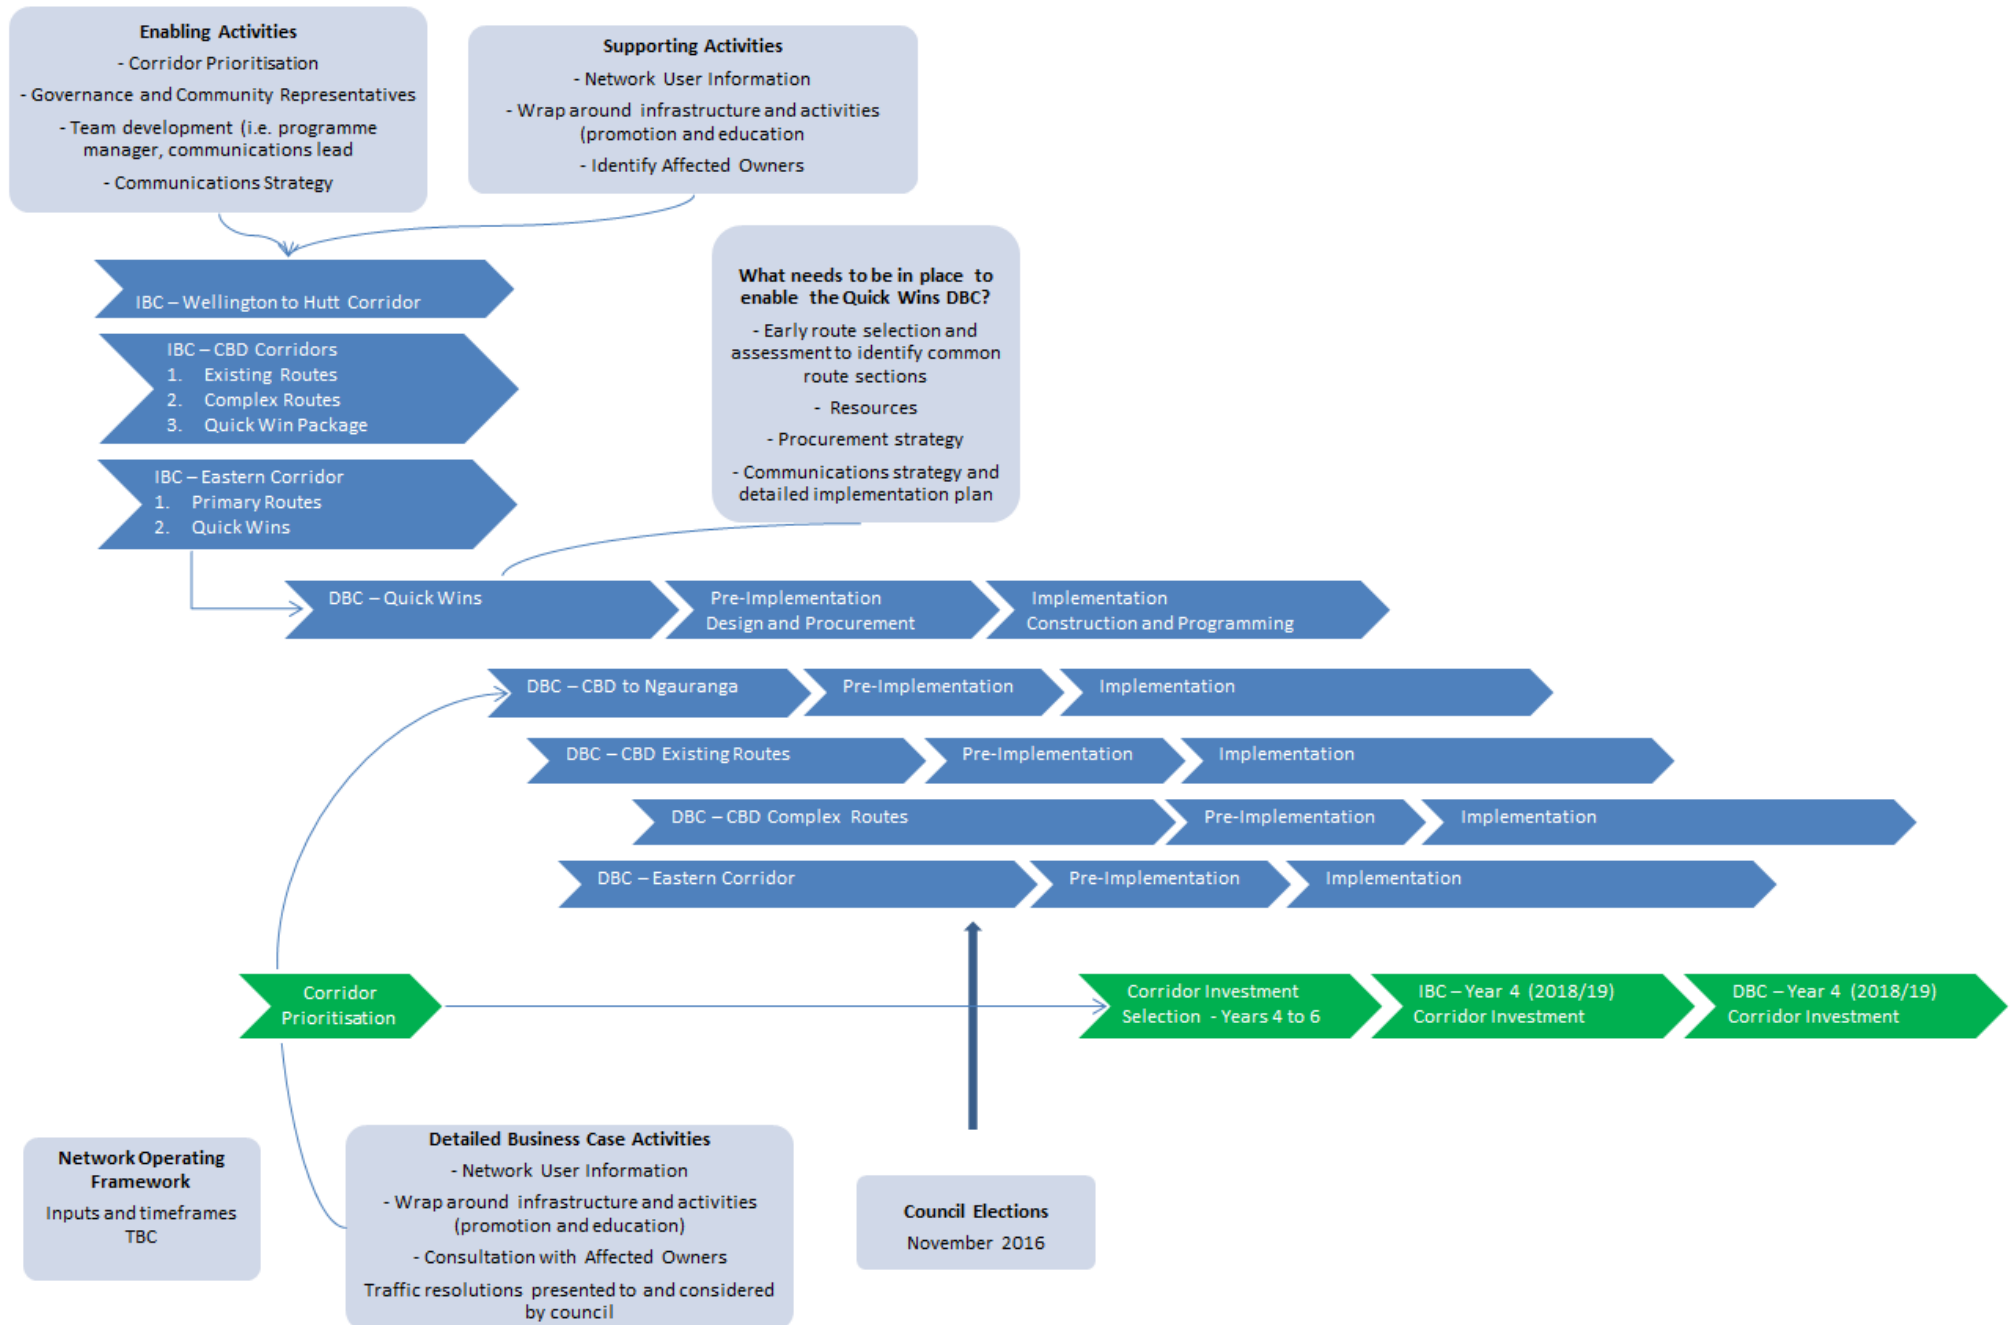 Enabling Activities
- Corridor Prioritisation
- Governance and Community Representatives
- Team development (i.e. programme
manager, communications lead
- Communications Strategy
Supporting Activities
- Network User Information
- Wrap around infrastructure and activities
(promotion and education
- Identify Affected Owners
What needs to be in place to
enable the Quick Wins DBC?
- Early route selection and
assessment to identify common
route sections
- Resources
- Procurement strategy
- Communications strategy and
detailed implementation plan
IBC – Wellington to Hutt Corridor
IBC – CBD Corridors
1. Existing Routes
2. Complex Routes
3. Quick Win Package
IBC – Eastern Corridor
1. Primary Routes
2. Quick Wins
DBC – Quick Wins
Pre-Implementation
Design and Procurement
Implementation
Construction and Programming
DBC – CBD to Ngauranga
Pre-Implementation
Implementation
DBC – CBD Existing Routes
Pre-Implementation
Implementation
DBC – CBD Complex Routes
Pre-Implementation
Implementation
DBC – Eastern Corridor
Pre-Implementation
Implementation
Corridor
Prioritisation
Corridor Investment
Selection - Years 4 to 6
IBC – Year 4 (2018/19)
Corridor Investment
DBC – Year 4 (2018/19)
Corridor Investment
Network Operating
Framework
Inputs and timeframes
TBC
Detailed Business Case Activities
- Network User Information
- Wrap around infrastructure and activities
(promotion and education)
- Consultation with Affected Owners
Traffic resolutions presented to and considered
by council
Council Elections
November 2016